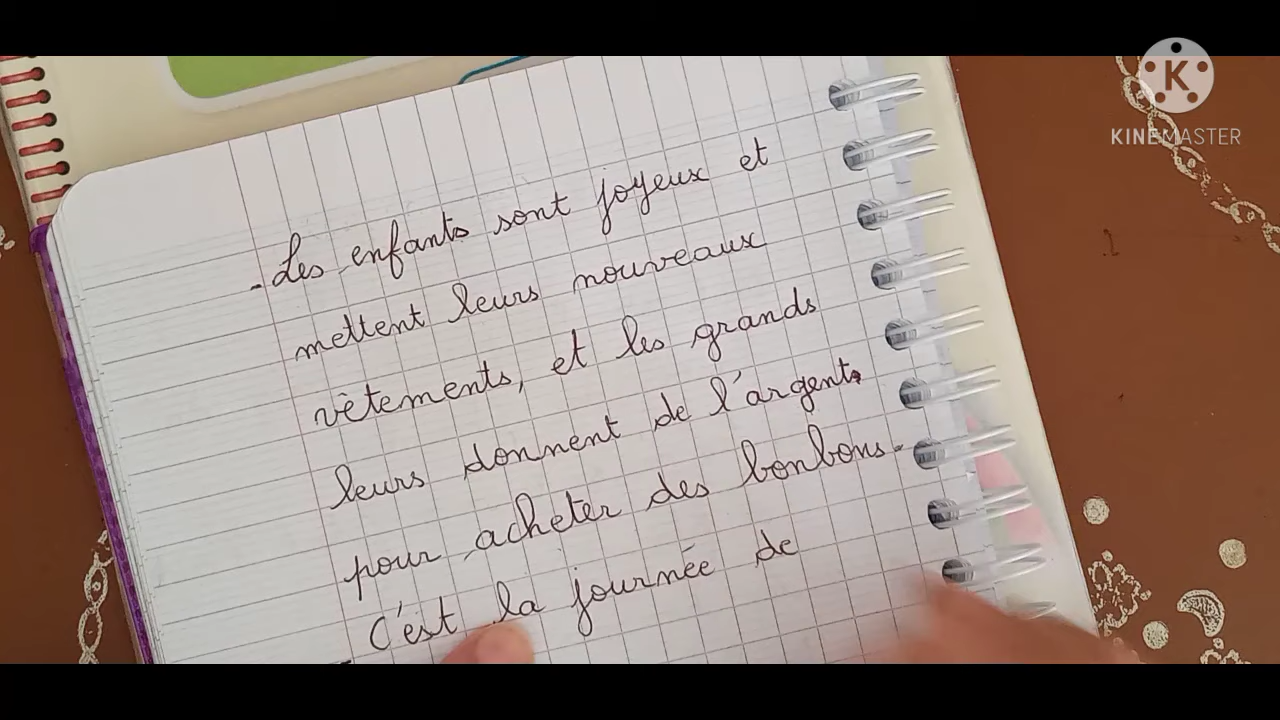 KINEMASTER
- Les enfants sont joyeux et
mettent leurs nouveaux
vêtements, et les grands
leurs donnent de l'argent
pour acheter des bonbons.
- C'est la journée de